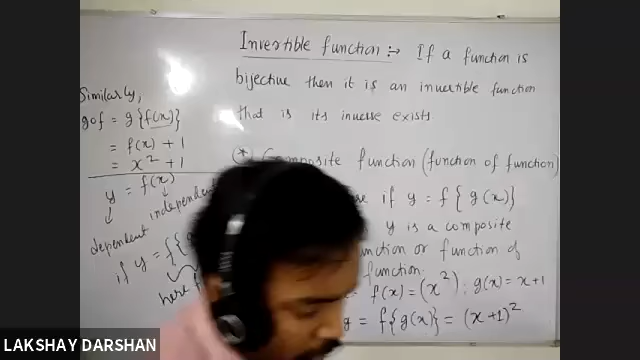 Invertible function :- If a function is
bijective then it is an invertible function
that is its inverse exists.
Similarly,
gof = g{f(x)}
= f(x) + 1
= x² + 1
y = f(x)
↓ ↓
dependent independent
if y = f{g
here f
(*) Composite function (function of function)
if y = f{g(x)}
y is a composite
function or function of
function.
f(x) = (x²) ; g(x) = x+1
f{g(x)} = (x+1)²
LAKSHAY DARSHAN